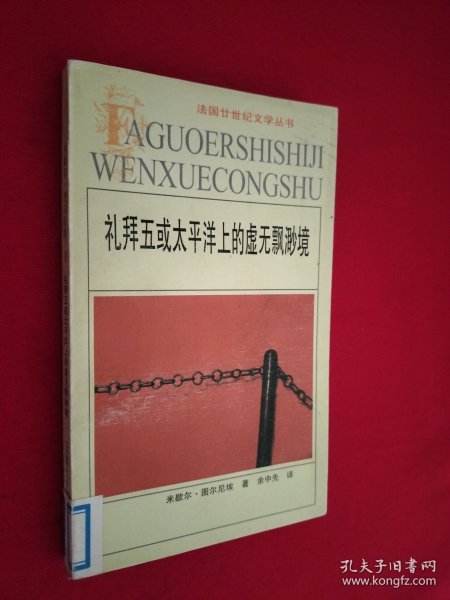 法国廿世纪文学丛书
FAGUOERSHISHIJI
WENXUECONGSHU
礼拜五或太平洋上的虚无飘渺境
米歇尔·图尔尼埃 著 余中先 译
孔夫子旧书网
www.kongfz.com